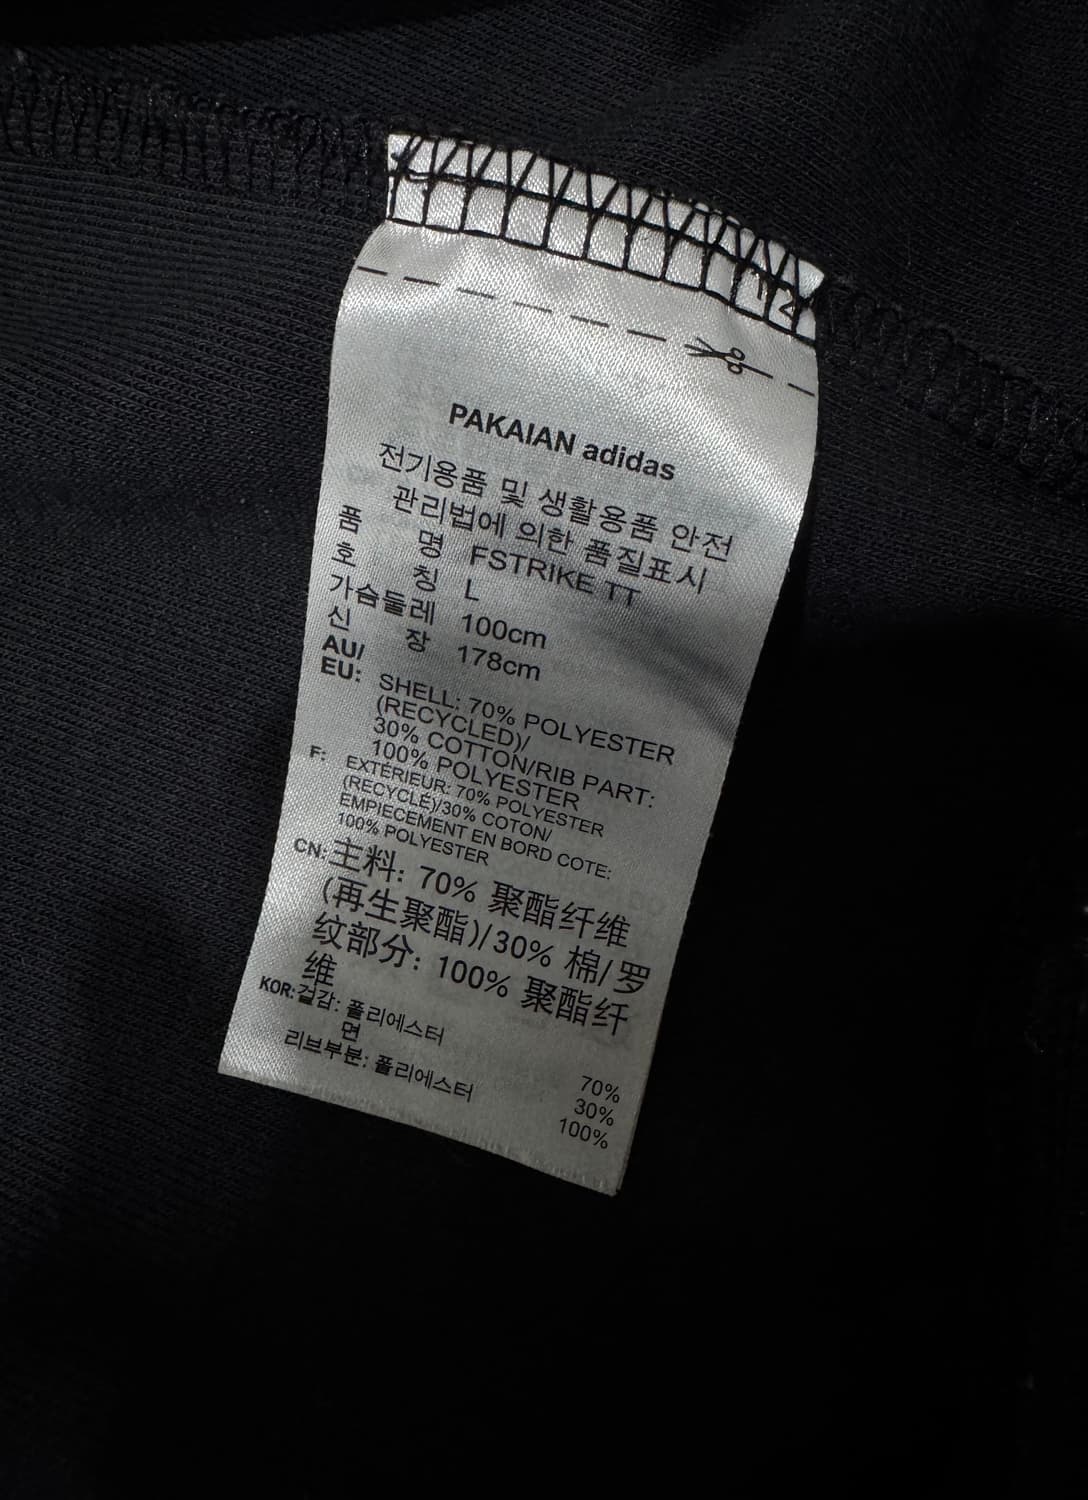 PAKAIAN adidas
전기용품 및 생활용품 안전
관리법에 의한 품질표시
품 명 FSTRIKE TT
호 칭 L
가슴둘레 100cm
신 장 178cm
AU/
EU: SHELL: 70% POLYESTER
(RECYCLED)/
30% COTTON/RIB PART:
100% POLYESTER
F: EXTÉRIEUR: 70% POLYESTER
(RECYCLÉ)/30% COTON/
EMPIECEMENT EN BORD COTE:
100% POLYESTER
CN: 主料: 70% 聚酯纤维
(再生聚酯)/30% 棉/罗
纹部分: 100% 聚酯纤
维
KOR: 겉감: 폴리에스터 70%
면 30%
리브부분: 폴리에스터 100%